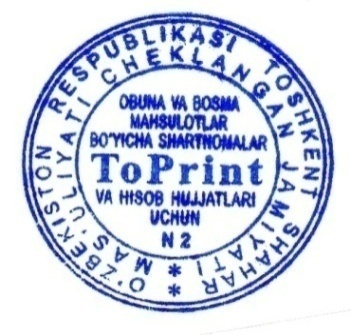 O'ZBEKISTON RESPUBLIKASI TOSHKENT SHAHAR *
MAS'ULIYATI CHEKLANGAN JAMIYATI *
OBUNA VA BOSMA
MAHSULOTLAR
BO'YICHA SHARTNOMALAR
ToPrint
VA HISOB HUJJATLARI
UCHUN
N 2